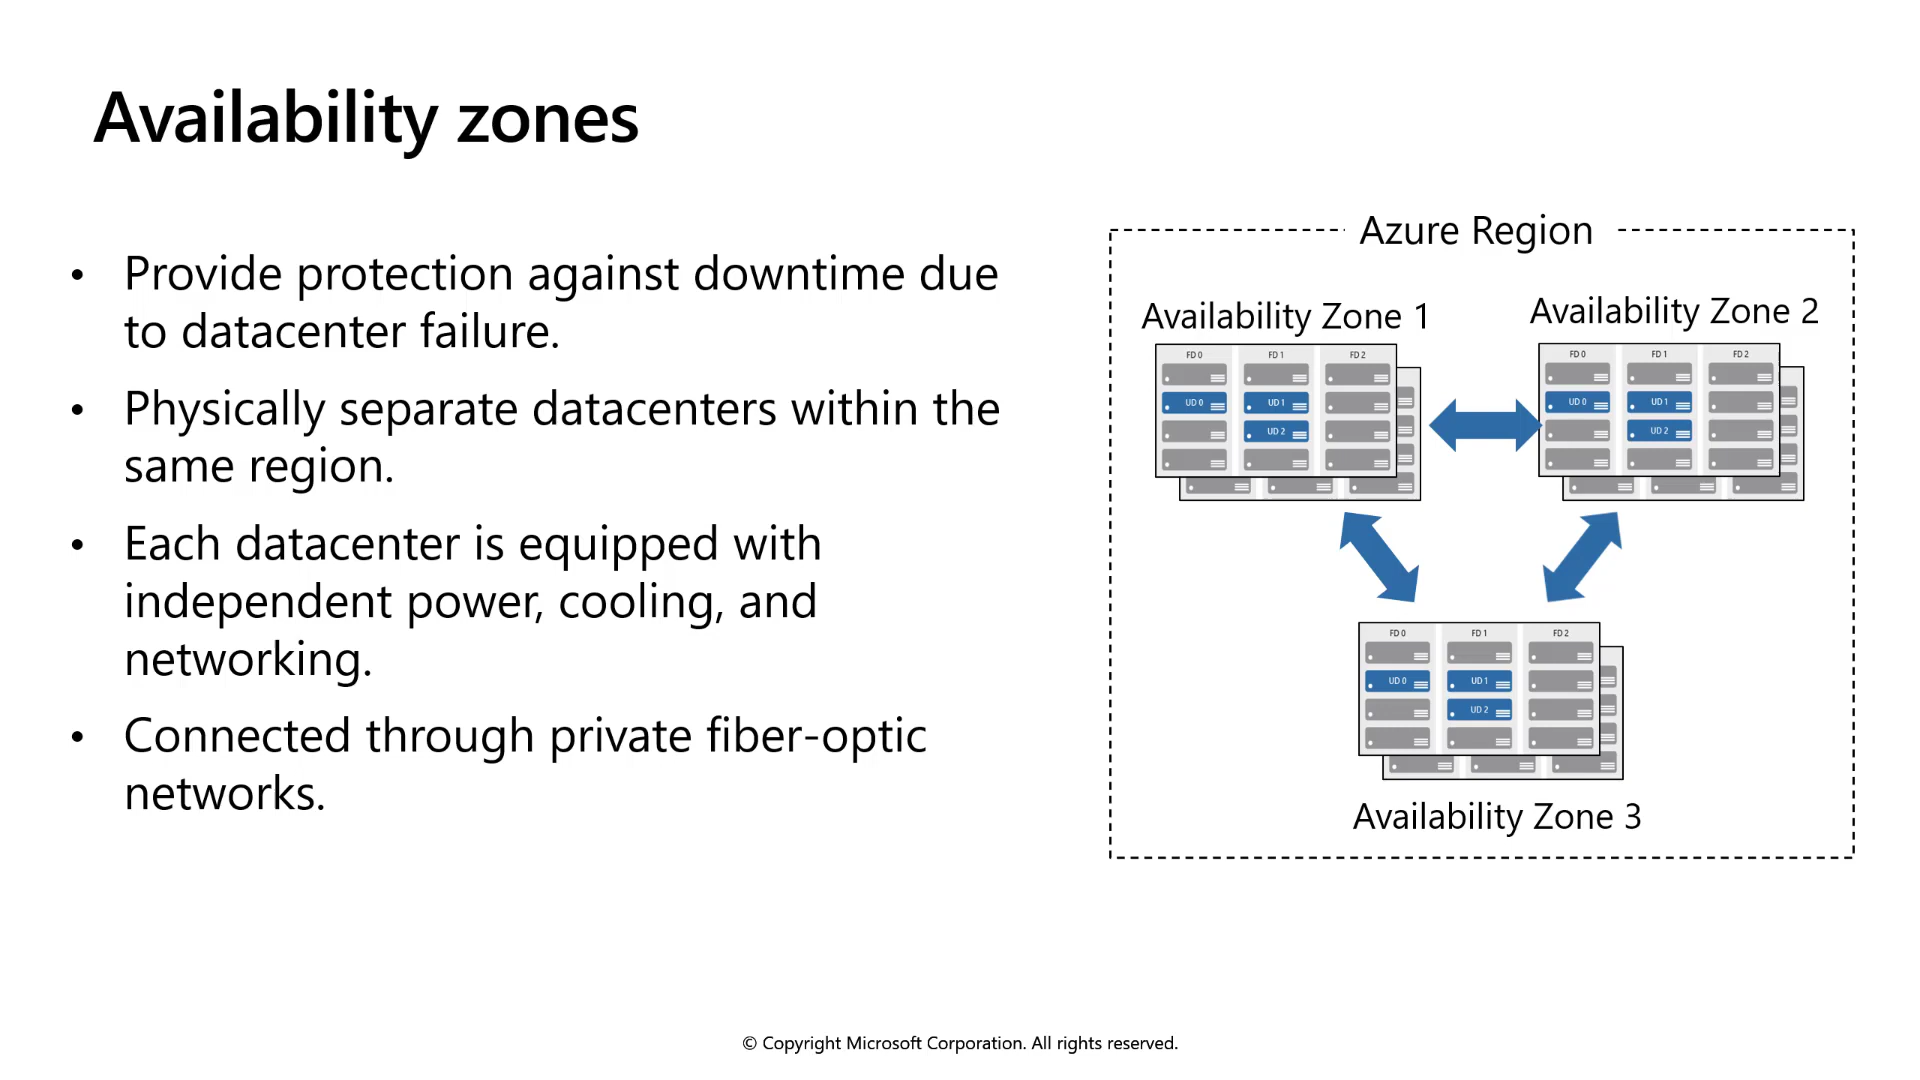 Availability zones
• Provide protection against downtime due
to datacenter failure.
• Physically separate datacenters within the
same region.
• Each datacenter is equipped with
independent power, cooling, and
networking.
• Connected through private fiber-optic
networks.
Azure Region
Availability Zone 1
FD 0 FD 1 FD 2
UD 0 UD 1
UD 2
Availability Zone 2
FD 0 FD 1 FD 2
UD 0 UD 1
UD 2
FD 0 FD 1 FD 2
UD 0 UD 1
UD 2
Availability Zone 3
© Copyright Microsoft Corporation. All rights reserved.